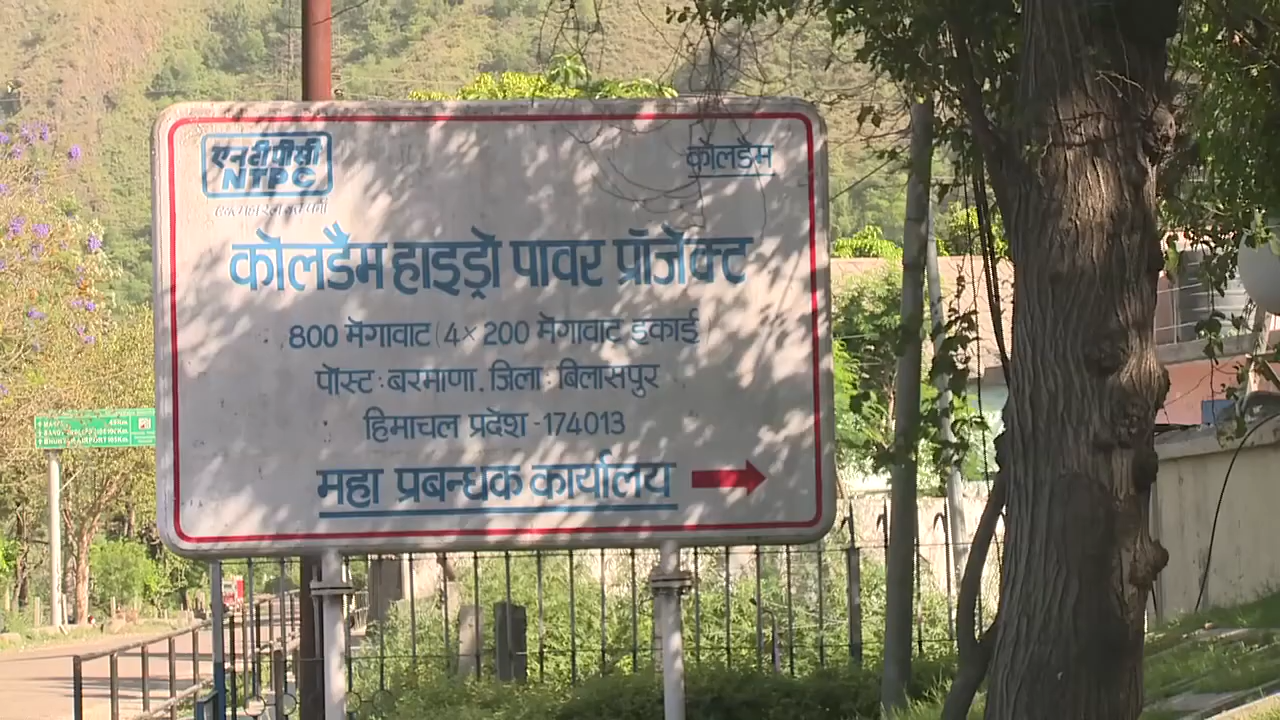 एनटीपीसी
NTPC
कोलडैम
कोलडैम हाइड्रो पावर प्रोजेक्ट
800 मेगावाट (4×200 मेगावाट इकाई)
पोस्ट : बरमाणा, जिला : बिलासपुर
हिमाचल प्रदेश -174013
महा प्रबन्धक कार्यालय